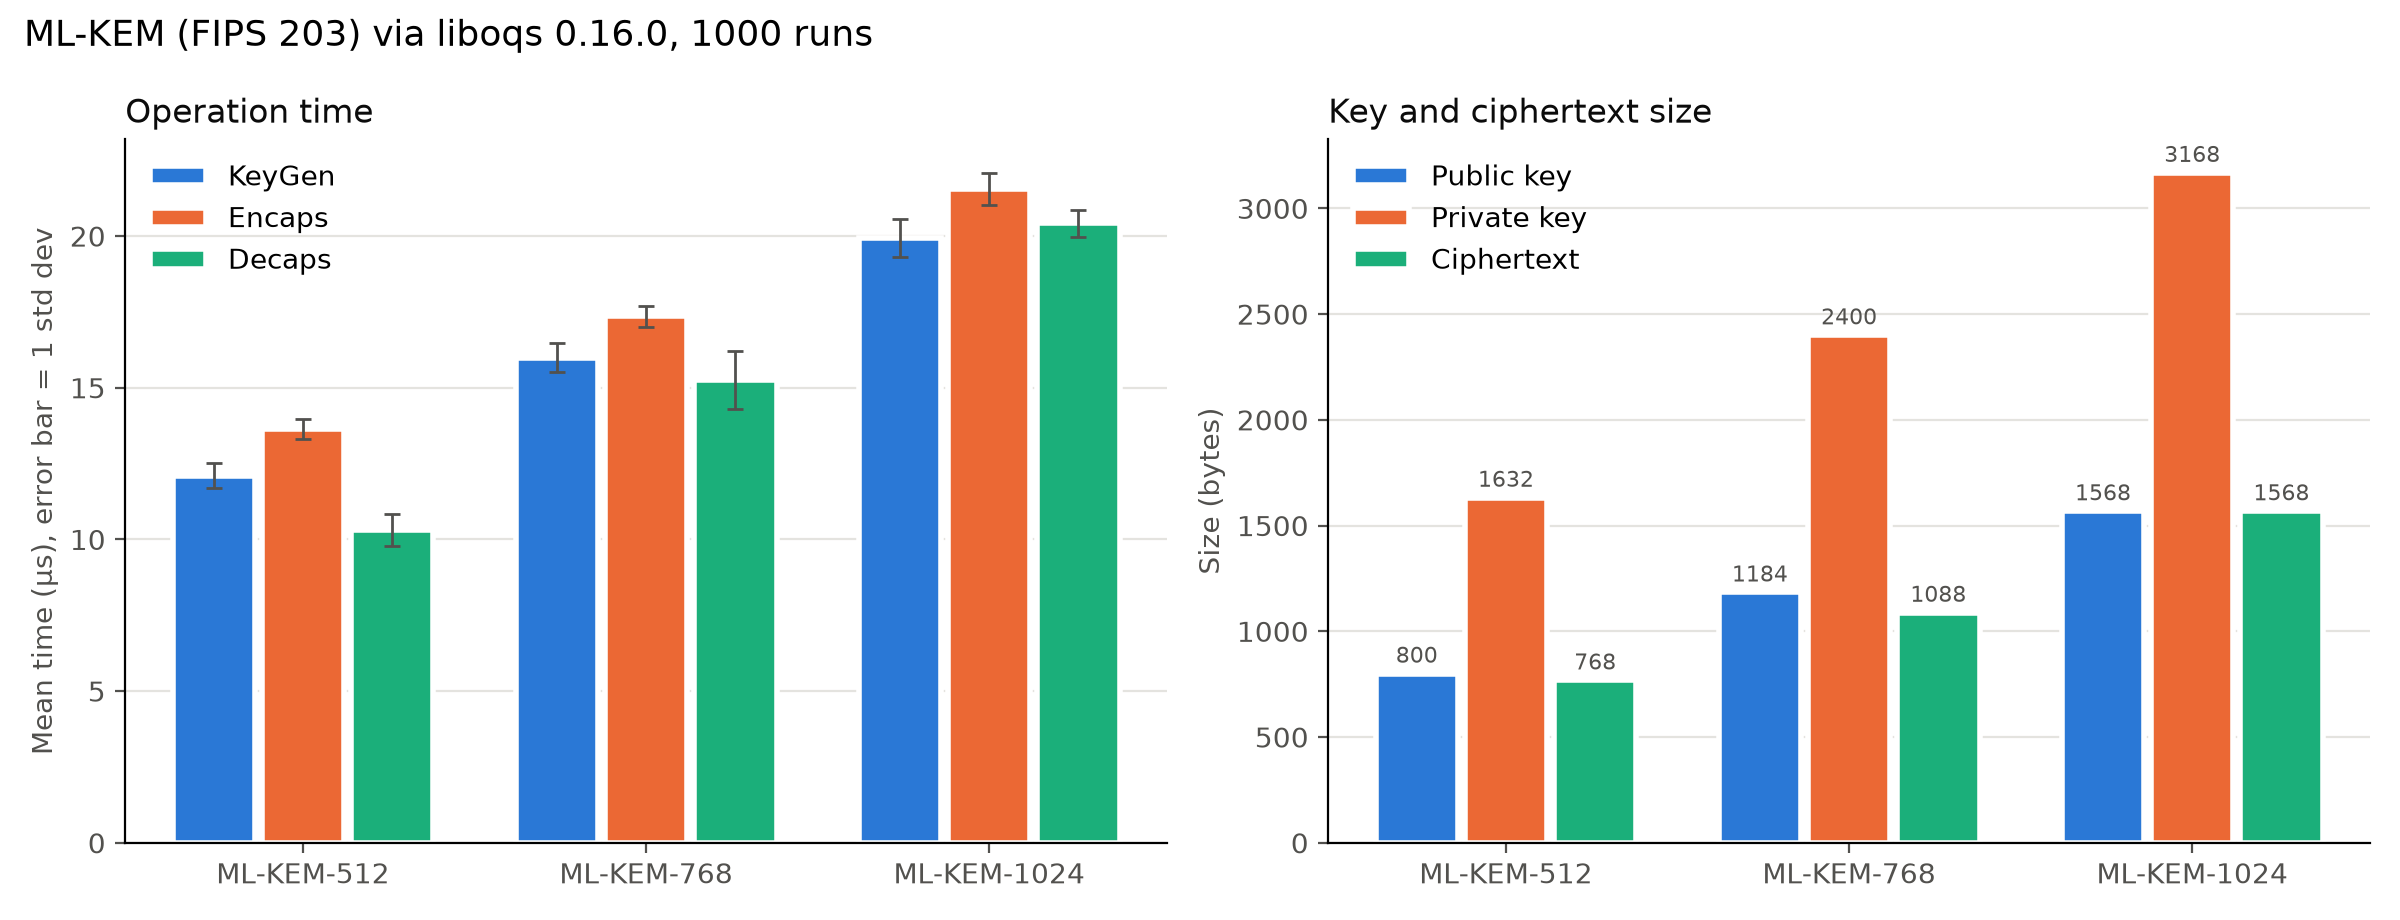 ML-KEM (FIPS 203) via liboqs 0.16.0, 1000 runs
Operation time
Mean time (µs), error bar = 1 std dev
KeyGen
Encaps
Decaps
20
15
10
5
0
ML-KEM-512
ML-KEM-768
ML-KEM-1024
Key and ciphertext size
Size (bytes)
Public key
Private key
Ciphertext
3000
2500
2000
1500
1000
500
0
800
1632
768
1184
2400
1088
1568
3168
1568
ML-KEM-512
ML-KEM-768
ML-KEM-1024